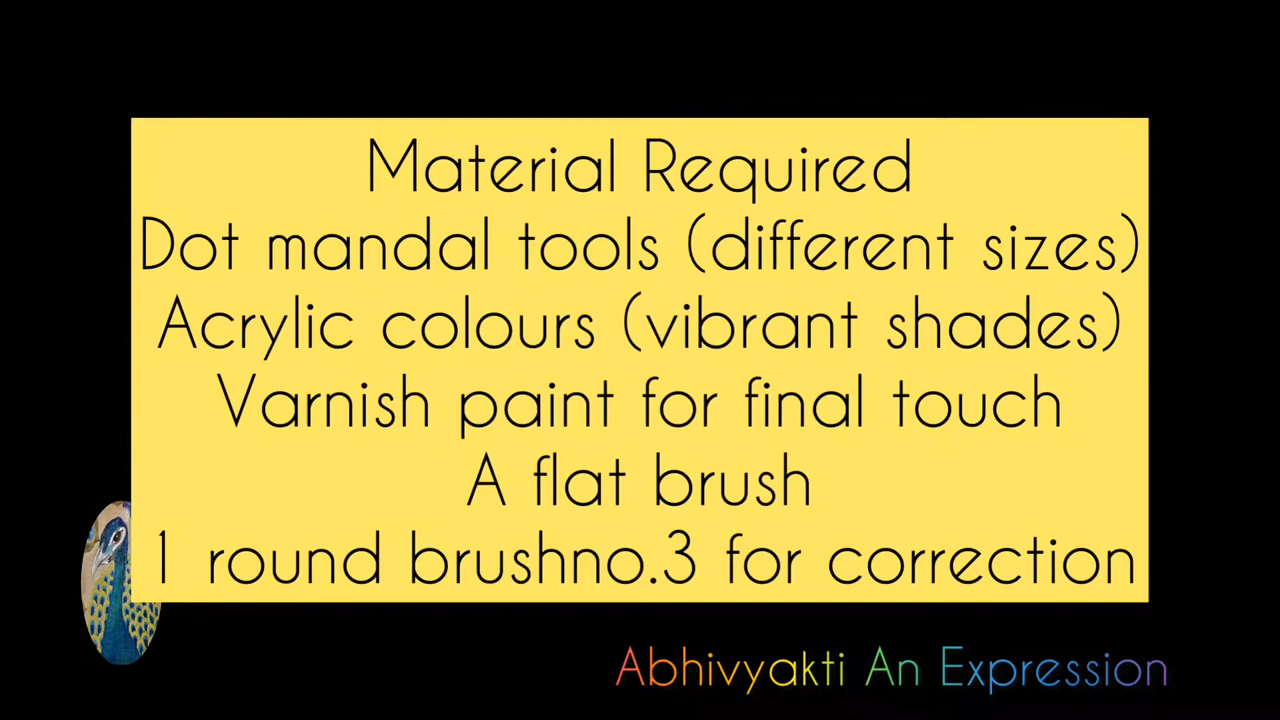 Material Required
Dot mandal tools (different sizes)
Acrylic colours (vibrant shades)
Varnish paint for final touch
A flat brush
1 round brushno.3 for correction
Abhivyakti An Expression